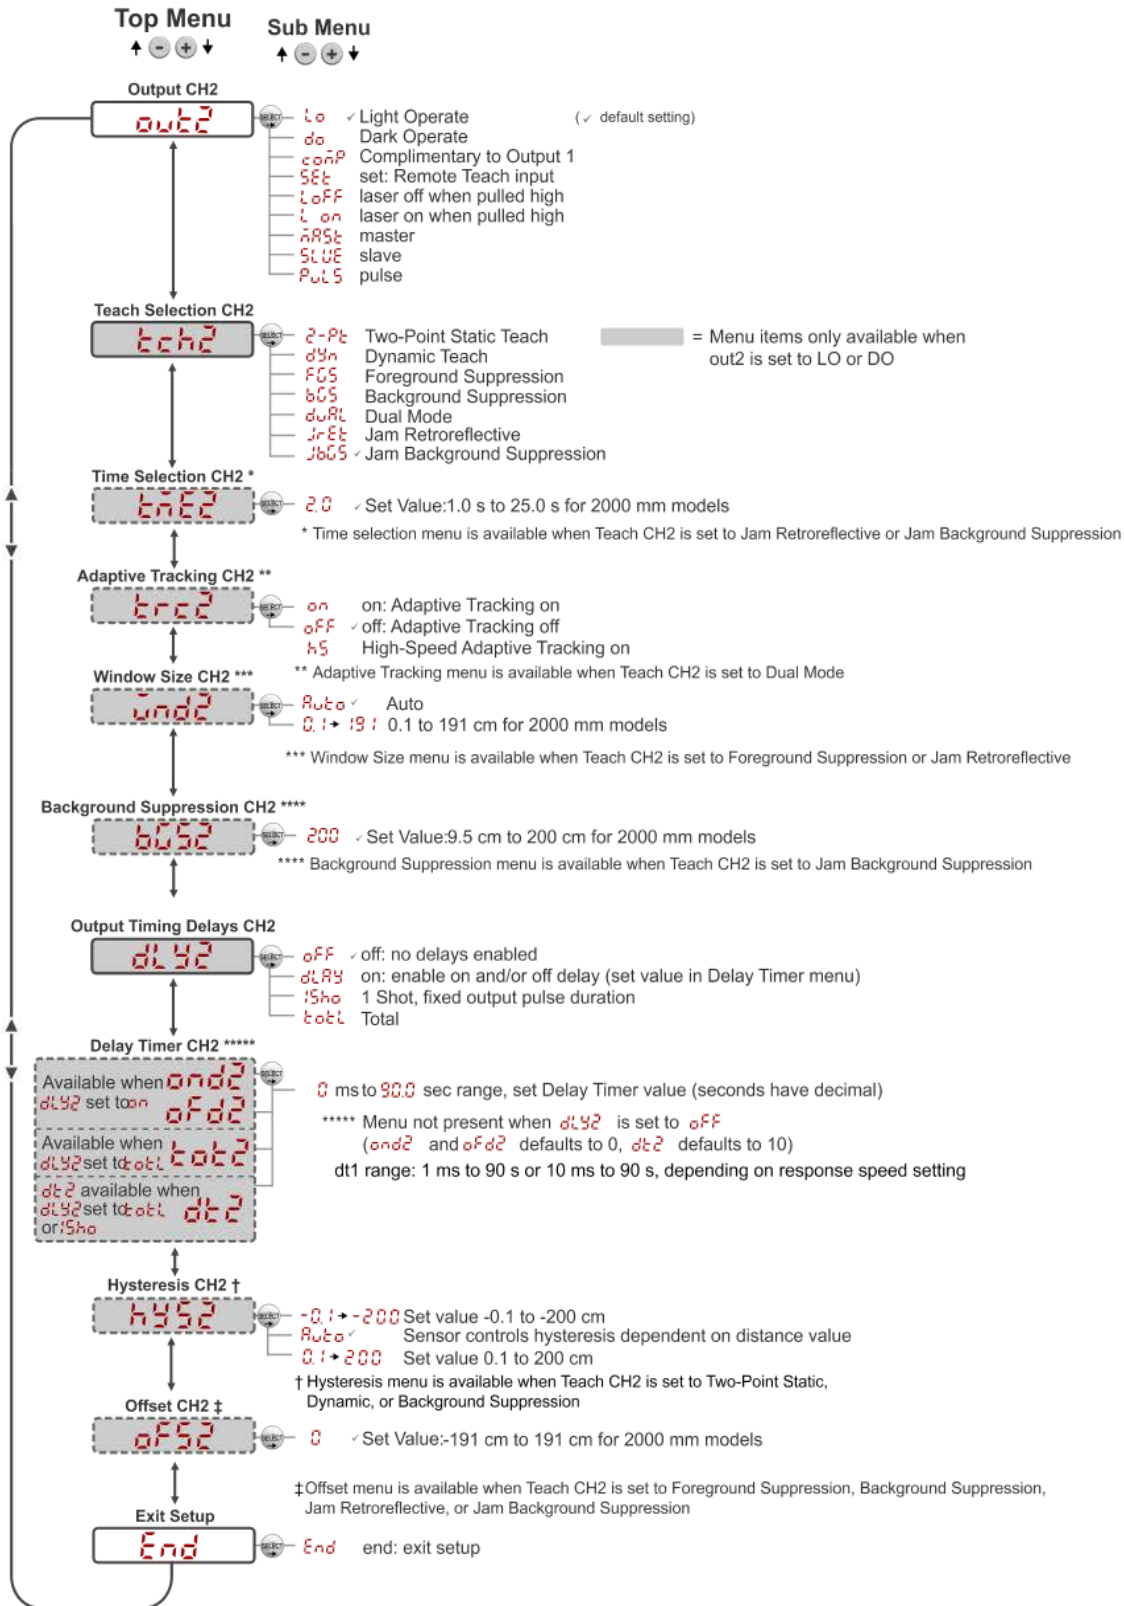 Top Menu
Sub Menu
Output CH2
out2
SELECT
Lo ✓ Light Operate (✓ default setting)
do Dark Operate
comP Complimentary to Output 1
SEt set: Remote Teach input
LoFF laser off when pulled high
L on laser on when pulled high
mASt master
SLUE slave
PuLS pulse
Teach Selection CH2
tch2
SELECT
2-Pt Two-Point Static Teach
dYn Dynamic Teach
FGS Foreground Suppression
bGS Background Suppression
duAL Dual Mode
JrEt Jam Retroreflective
JbGS ✓ Jam Background Suppression
= Menu items only available when
out2 is set to LO or DO
Time Selection CH2 *
tmE2
SELECT
2.0 ✓ Set Value:1.0 s to 25.0 s for 2000 mm models
* Time selection menu is available when Teach CH2 is set to Jam Retroreflective or Jam Background Suppression
Adaptive Tracking CH2 **
trc2
SELECT
on on: Adaptive Tracking on
oFF ✓ off: Adaptive Tracking off
hS High-Speed Adaptive Tracking on
** Adaptive Tracking menu is available when Teach CH2 is set to Dual Mode
Window Size CH2 ***
wnd2
SELECT
Auto ✓ Auto
0.1 → 191 0.1 to 191 cm for 2000 mm models
*** Window Size menu is available when Teach CH2 is set to Foreground Suppression or Jam Retroreflective
Background Suppression CH2 ****
bGS2
SELECT
200 ✓ Set Value:9.5 cm to 200 cm for 2000 mm models
**** Background Suppression menu is available when Teach CH2 is set to Jam Background Suppression
Output Timing Delays CH2
dLY2
SELECT
oFF ✓ off: no delays enabled
dLAY on: enable on and/or off delay (set value in Delay Timer menu)
1Sho 1 Shot, fixed output pulse duration
totL Total
Delay Timer CH2 *****
Available when
dLY2 set to on
ond2
oFd2
Available when
dLY2 set to totL
tot2
dt2 available when
dLY2 set to totL
or 1Sho
dt2
SELECT
0 ms to 90.0 sec range, set Delay Timer value (seconds have decimal)
***** Menu not present when dLY2 is set to oFF
(ond2 and oFd2 defaults to 0, dt2 defaults to 10)
dt1 range: 1 ms to 90 s or 10 ms to 90 s, depending on response speed setting
Hysteresis CH2 †
hYS2
SELECT
-0.1 → -200 Set value -0.1 to -200 cm
Auto ✓ Sensor controls hysteresis dependent on distance value
0.1 → 200 Set value 0.1 to 200 cm
† Hysteresis menu is available when Teach CH2 is set to Two-Point Static,
Dynamic, or Background Suppression
Offset CH2 ‡
oFS2
SELECT
0 ✓ Set Value:-191 cm to 191 cm for 2000 mm models
‡Offset menu is available when Teach CH2 is set to Foreground Suppression, Background Suppression,
Jam Retroreflective, or Jam Background Suppression
Exit Setup
End
SELECT
End end: exit setup